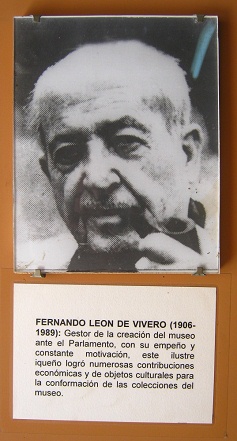 FERNANDO LEON DE VIVERO (1906-
1989): Gestor de la creación del museo
ante el Parlamento, con su empeño y
constante motivación, este ilustre
iqueño logró numerosas contribuciones
económicas y de objetos culturales para
la conformación de las colecciones del
museo.